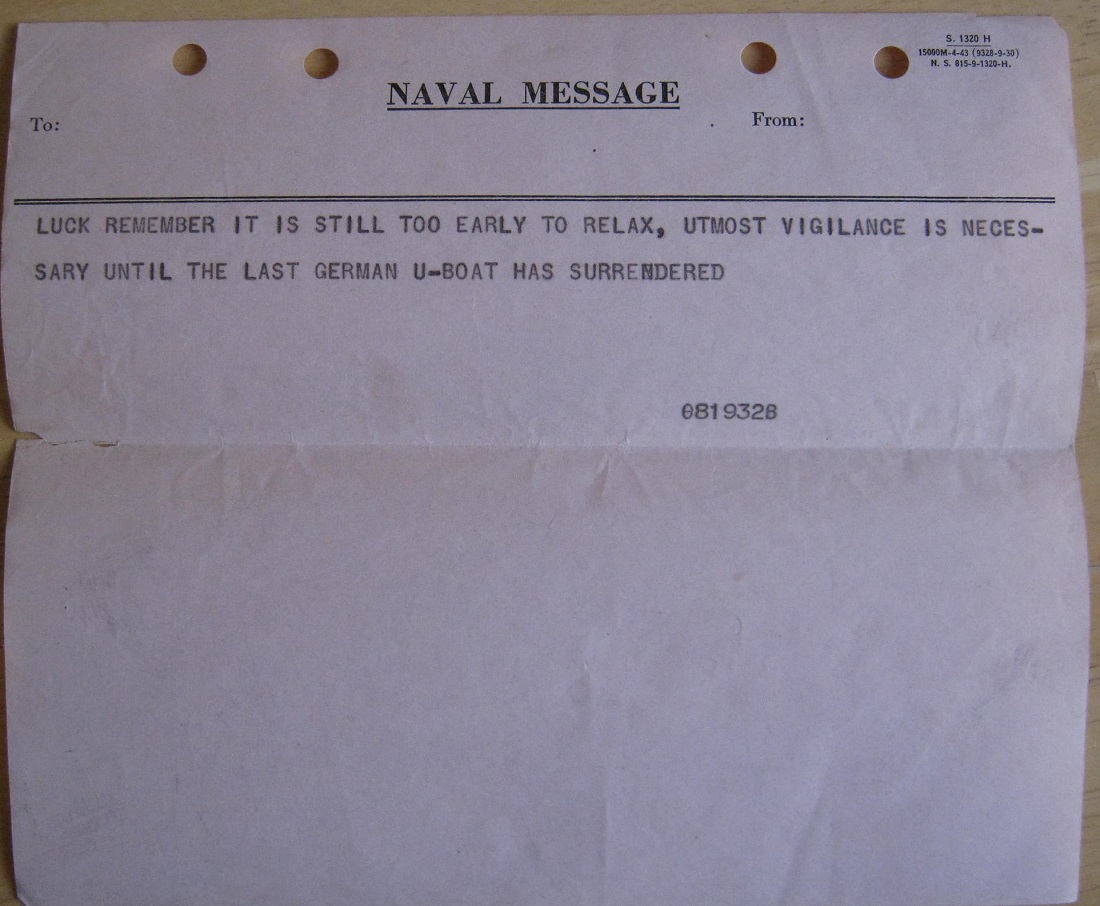 S. 1320 H
15000M-4-43 (9328-9-30)
N. S. 815-9-1320-H.
NAVAL MESSAGE
To:
From:
LUCK REMEMBER IT IS STILL TOO EARLY TO RELAX, UTMOST VIGILANCE IS NECES-
SARY UNTIL THE LAST GERMAN U-BOAT HAS SURRENDERED
081932B